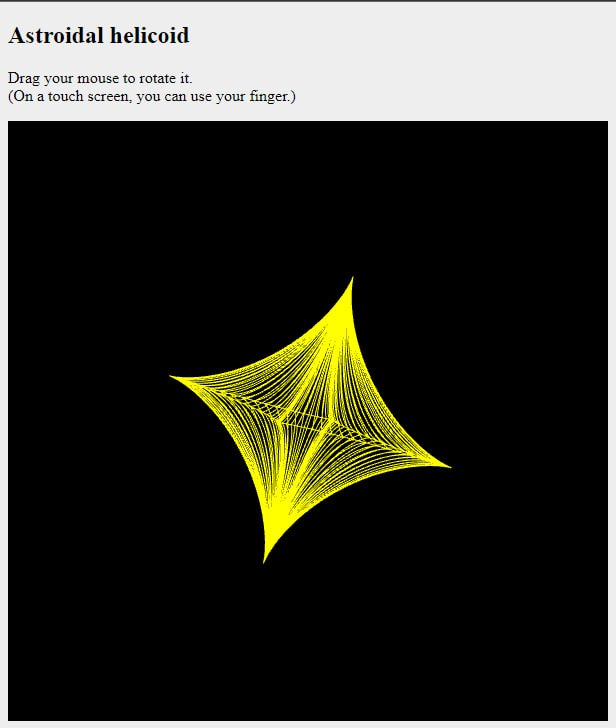 Astroidal helicoid
Drag your mouse to rotate it.
(On a touch screen, you can use your finger.)